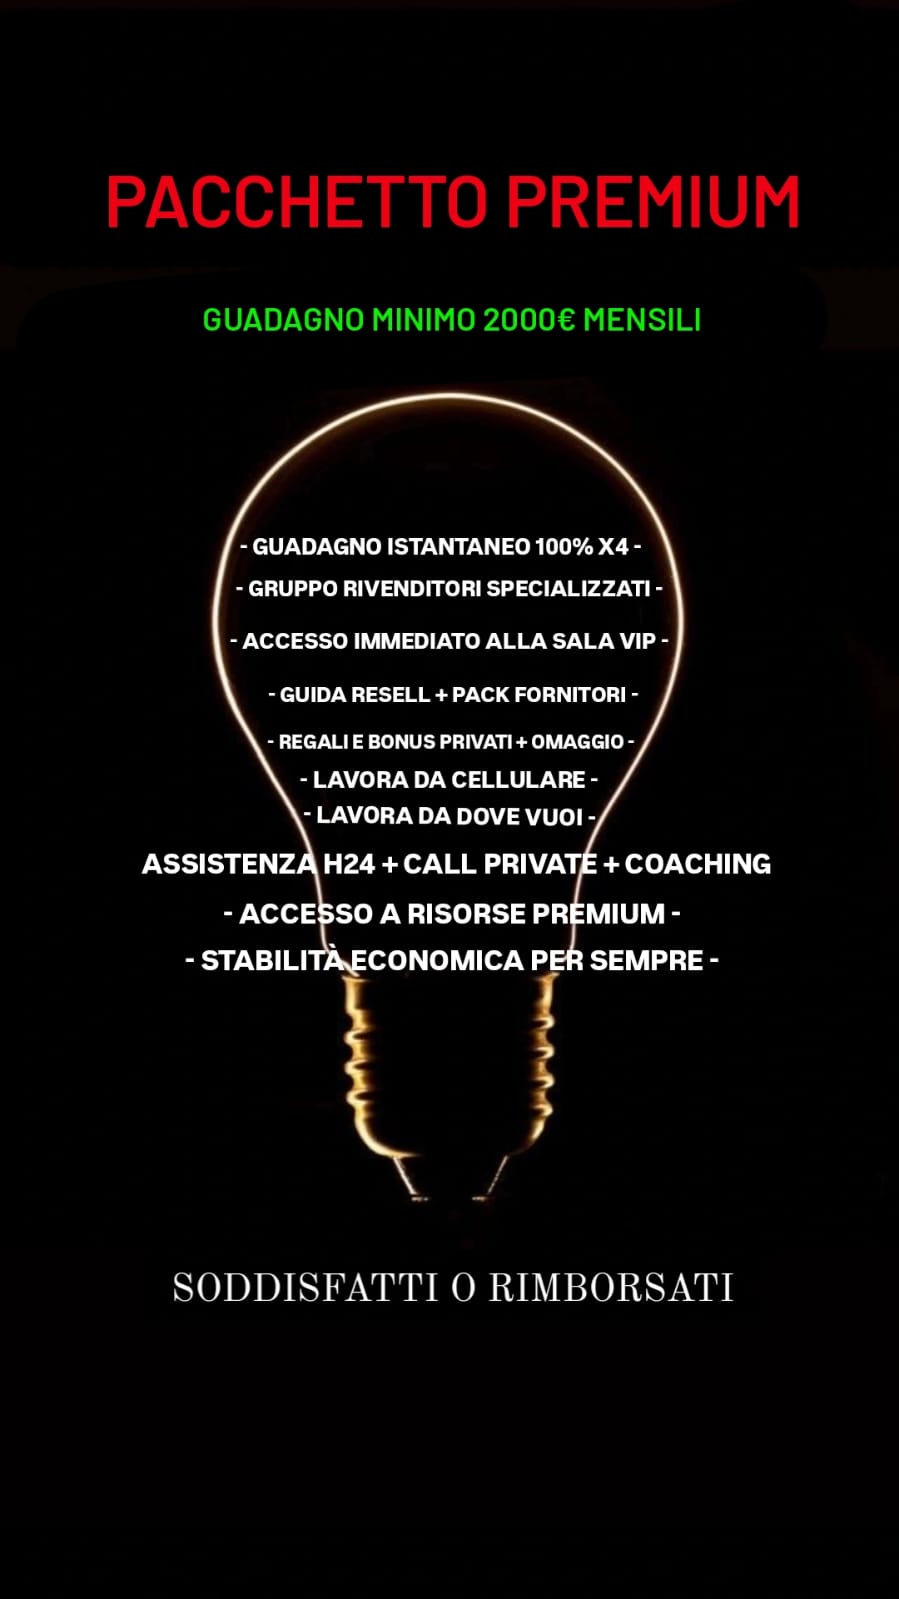 PACCHETTO PREMIUM
GUADAGNO MINIMO 2000€ MENSILI
- GUADAGNO ISTANTANEO 100% X4 -
- GRUPPO RIVENDITORI SPECIALIZZATI -
- ACCESSO IMMEDIATO ALLA SALA VIP -
- GUIDA RESELL + PACK FORNITORI -
- REGALI E BONUS PRIVATI + OMAGGIO -
- LAVORA DA CELLULARE -
- LAVORA DA DOVE VUOI -
ASSISTENZA H24 + CALL PRIVATE + COACHING
- ACCESSO A RISORSE PREMIUM -
- STABILITÀ ECONOMICA PER SEMPRE -
SODDISFATTI O RIMBORSATI